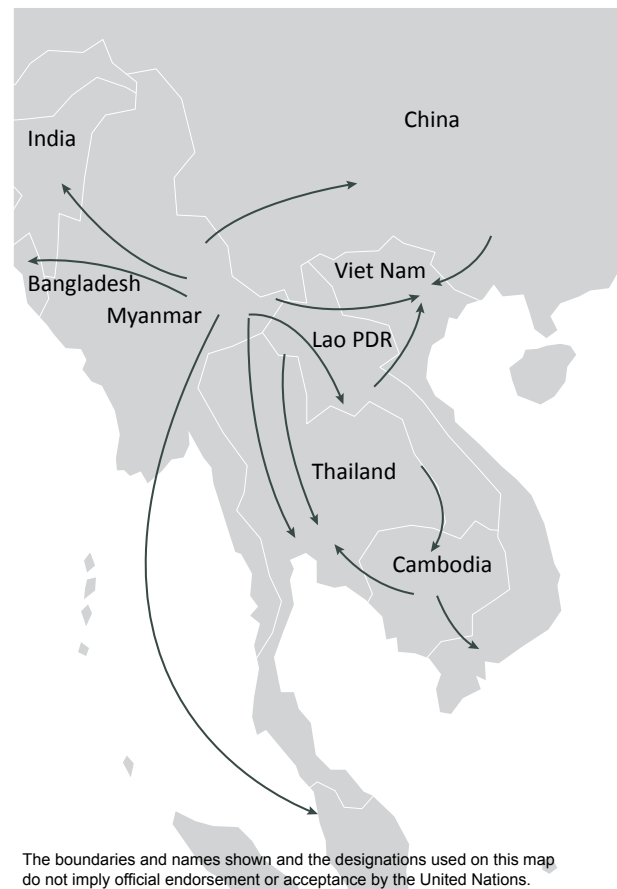 China
India
Viet Nam
Bangladesh
Myanmar
Lao PDR
Thailand
Cambodia
The boundaries and names shown and the designations used on this map
do not imply official endorsement or acceptance by the United Nations.